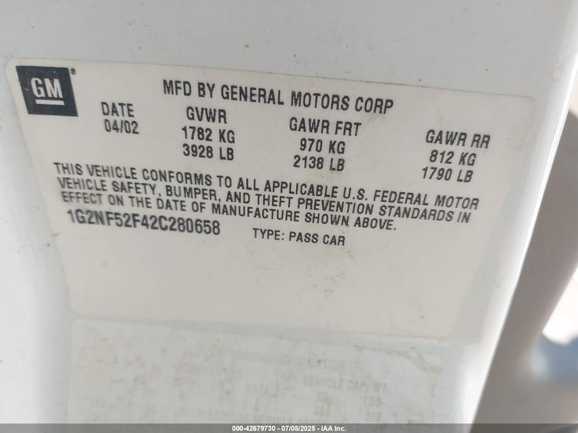 GM®
MFD BY GENERAL MOTORS CORP
DATE GVWR GAWR FRT GAWR RR
04/02 1782 KG 970 KG 812 KG
3928 LB 2138 LB 1790 LB
THIS VEHICLE CONFORMS TO ALL APPLICABLE U.S. FEDERAL MOTOR
VEHICLE SAFETY, BUMPER, AND THEFT PREVENTION STANDARDS IN
EFFECT ON THE DATE OF MANUFACTURE SHOWN ABOVE.
1G2NF52F42C280658 TYPE: PASS CAR
000-42679730 - 07/05/2025 - IAA Inc.